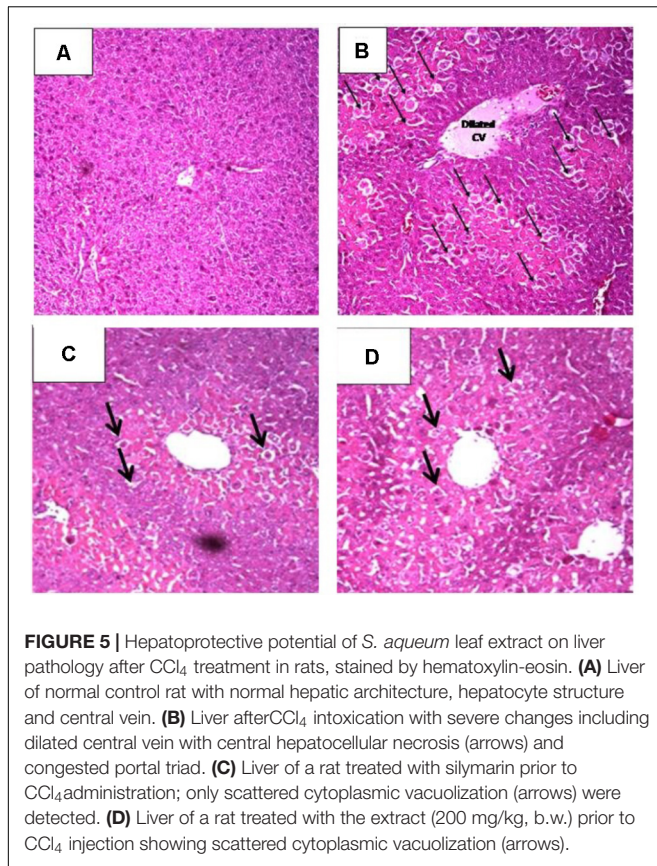 A
B
Dilated
CV
C
D
FIGURE 5 | Hepatoprotective potential of S. aqueum leaf extract on liver
pathology after CCl₄ treatment in rats, stained by hematoxylin-eosin. (A) Liver
of normal control rat with normal hepatic architecture, hepatocyte structure
and central vein. (B) Liver afterCCl₄ intoxication with severe changes including
dilated central vein with central hepatocellular necrosis (arrows) and
congested portal triad. (C) Liver of a rat treated with silymarin prior to
CCl₄administration; only scattered cytoplasmic vacuolization (arrows) were
detected. (D) Liver of a rat treated with the extract (200 mg/kg, b.w.) prior to
CCl₄ injection showing scattered cytoplasmic vacuolization (arrows).